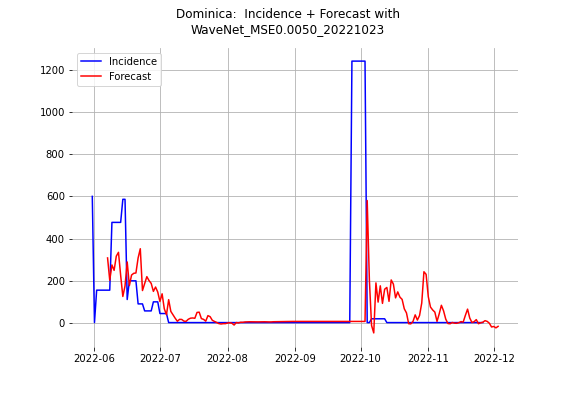 Dominica:  Incidence + Forecast with
WaveNet_MSE0.0050_20221023
Incidence
Forecast
1200
1000
800
600
400
200
0
2022-06 2022-07 2022-08 2022-09 2022-10 2022-11 2022-12